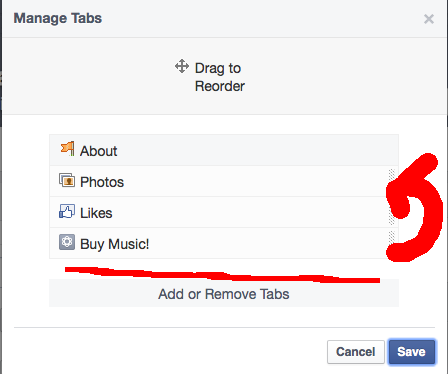 Manage Tabs
Drag to
Reorder
About
Photos
Likes
Buy Music!
Add or Remove Tabs
Cancel Save